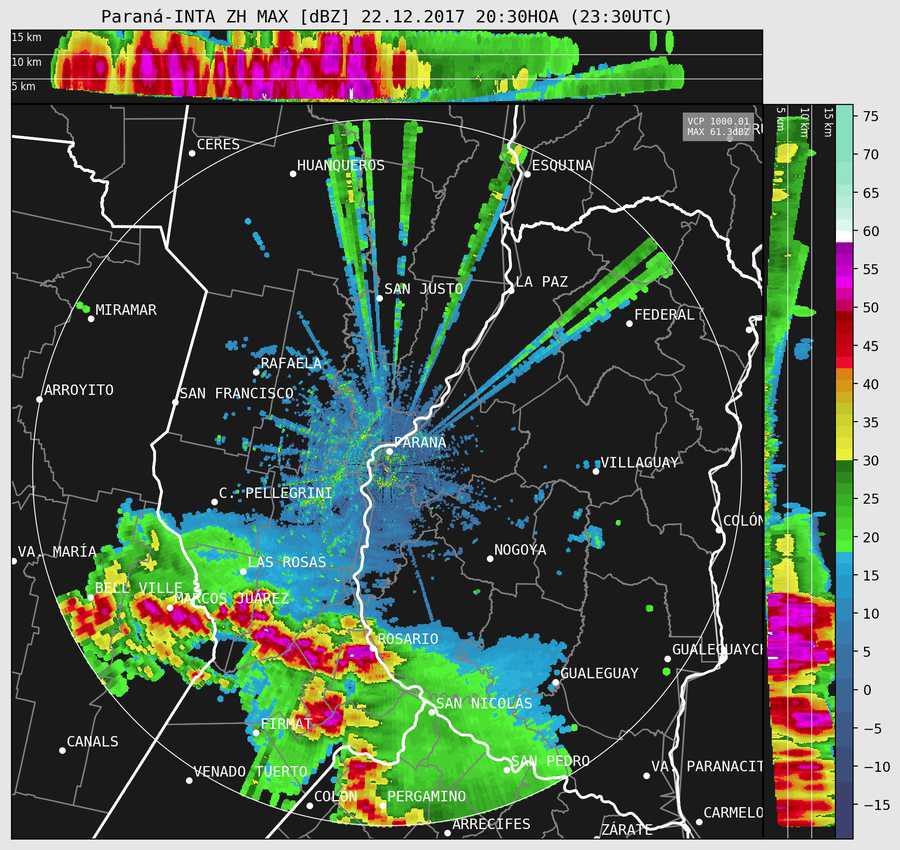 Paraná-INTA ZH MAX [dBZ] 22.12.2017 20:30HOA (23:30UTC)
15 km
10 km
5 km
5 km
10 km
15 km
VCP 1000.01
MAX 61.3dBZ
CERES
HUANQUEROS
ESQUINA
SAN JUSTO
LA PAZ
MIRAMAR
FEDERAL
RAFAELA
ARROYITO
SAN FRANCISCO
PARANÁ
VILLAGUAY
C. PELLEGRINI
COLÓN
VA. MARÍA
NOGOYA
LAS ROSAS
BELL VILLE
MARCOS JUÁREZ
ROSARIO
GUALEGUAYCH
GUALEGUAY
SAN NICOLÁS
FIRMAT
CANALS
SAN PEDRO
VENADO TUERTO
VA. PARANACIT
COLÓN
PERGAMINO
CARMELO
ARRECIFES
ZÁRATE
75
70
65
60
55
50
45
40
35
30
25
20
15
10
5
0
−5
−10
−15